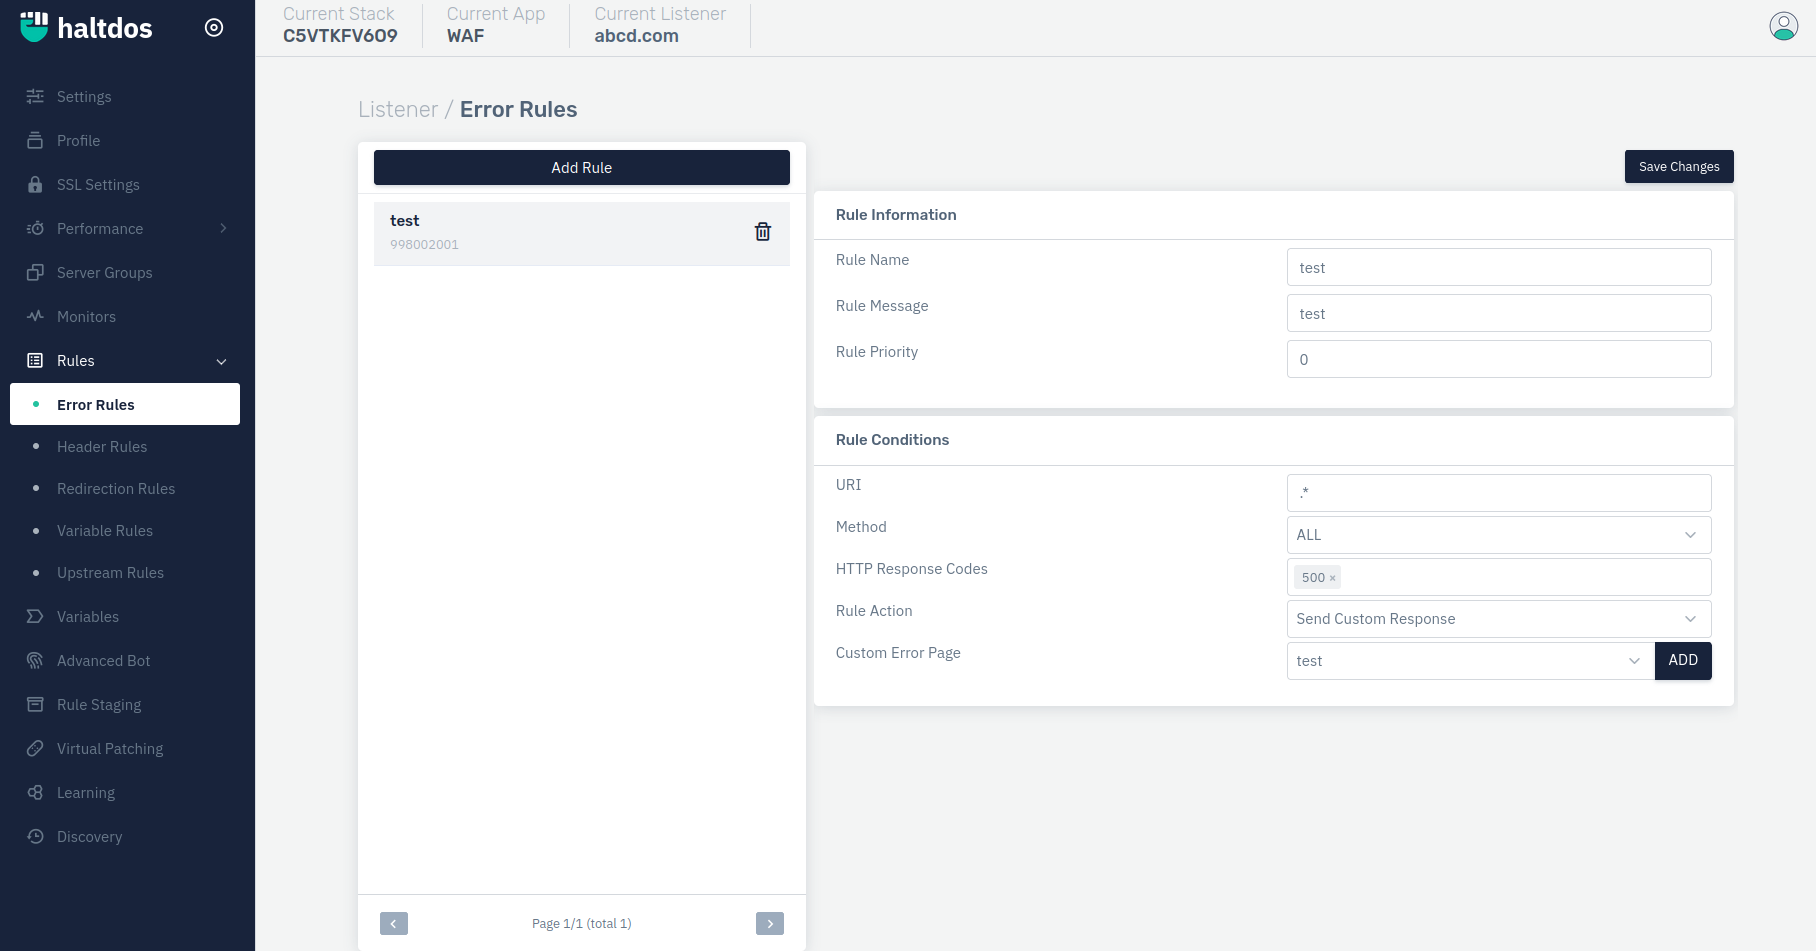 haltdos
Current Stack
C5VTKFV6O9
Current App
WAF
Current Listener
abcd.com
Settings
Profile
SSL Settings
Performance
Server Groups
Monitors
Rules
Error Rules
Header Rules
Redirection Rules
Variable Rules
Upstream Rules
Variables
Advanced Bot
Rule Staging
Virtual Patching
Learning
Discovery
Listener / Error Rules
Add Rule
test
998002001
Page 1/1 (total 1)
Save Changes
Rule Information
Rule Name
test
Rule Message
test
Rule Priority
0
Rule Conditions
URI
.*
Method
ALL
HTTP Response Codes
500 ×
Rule Action
Send Custom Response
Custom Error Page
test
ADD